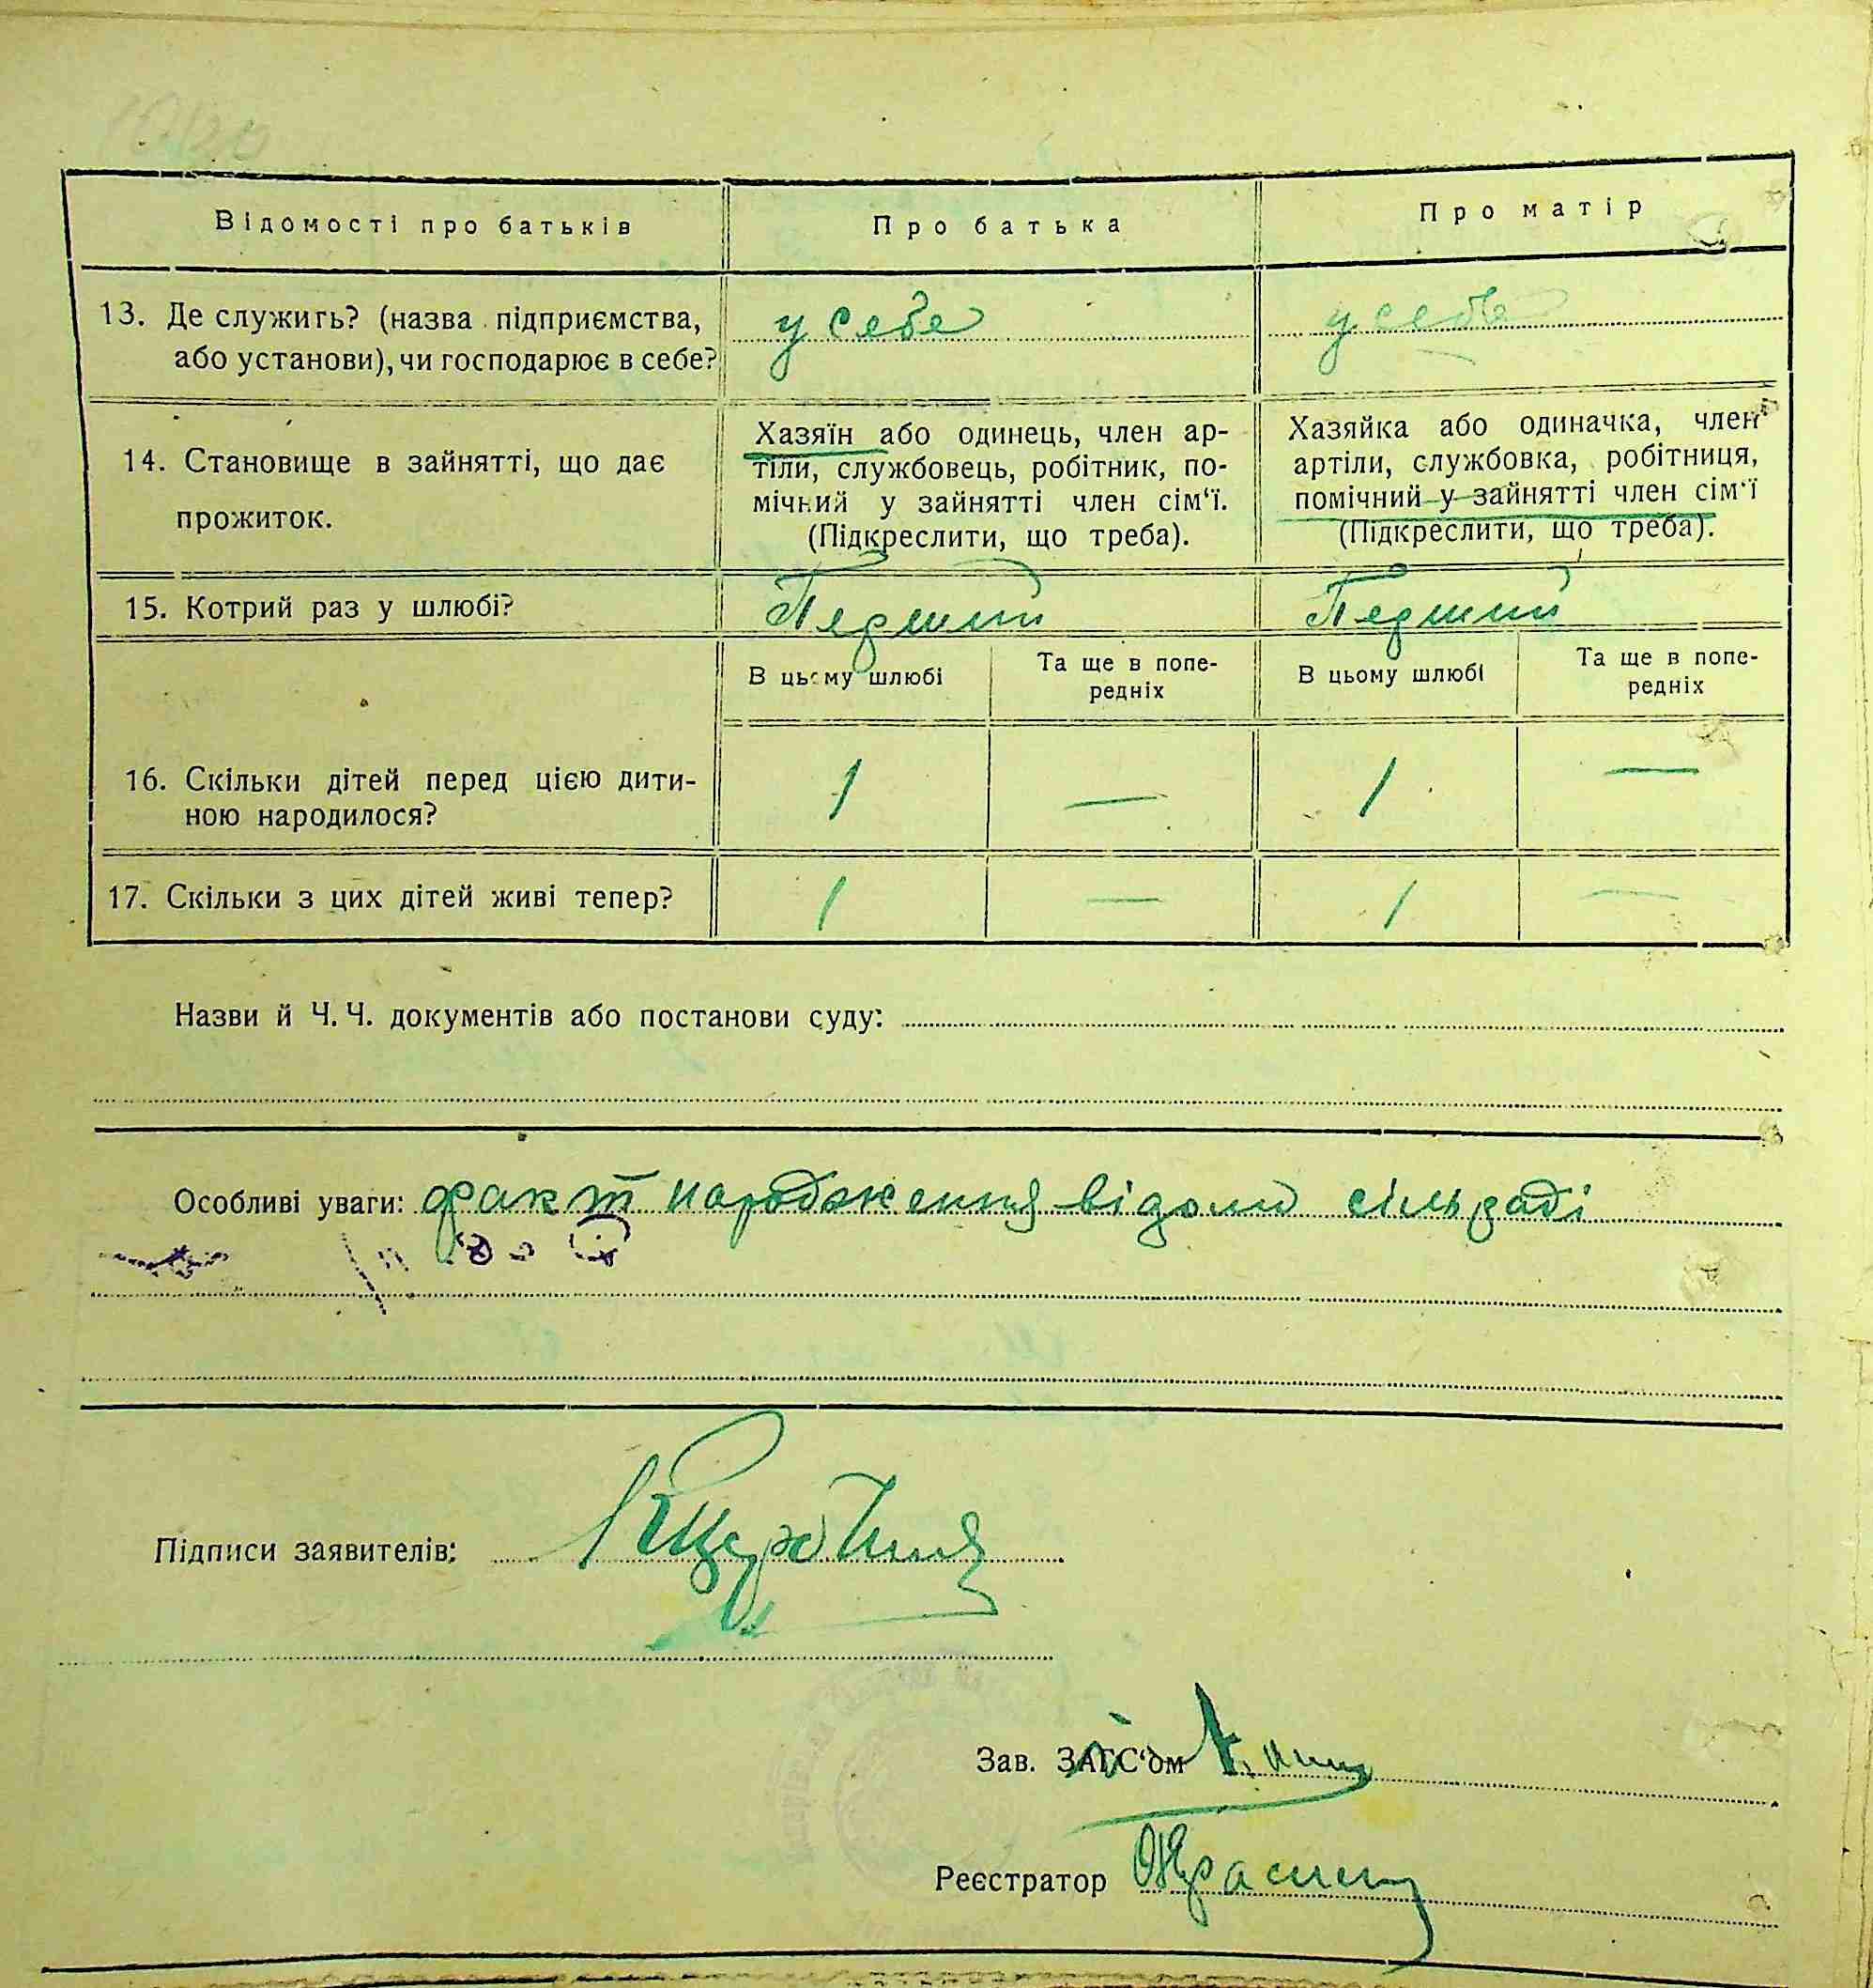 Відомості про батьків
Про батька
Про матір
13. Де служить? (назва підприємства,
або установи), чи господарює в себе?
у себе
у себе
14. Становище в зайнятті, що дає
прожиток.
Хазяїн або одинець, член ар-
тіли, службовець, робітник, по-
мічний у зайнятті член сім‘ї.
(Підкреслити, що треба).
Хазяйка або одиначка, член
артіли, службовка, робітниця,
помічний у зайнятті член сім‘ї
(Підкреслити, що треба).
15. Котрий раз у шлюбі?
Перший
Перший
В цьому шлюбі
Та ще в попе-
редніх
В цьому шлюбі
Та ще в попе-
редніх
16. Скільки дітей перед цією дити-
ною народилося?
1 — 1 —
17. Скільки з цих дітей живі тепер?
1 — 1 —
Назви й Ч. Ч. документів або постанови суду:
Особливі уваги: факт народження відомо сільраді
Підписи заявителів:
Зав. ЗАГС‘ом
Реєстратор